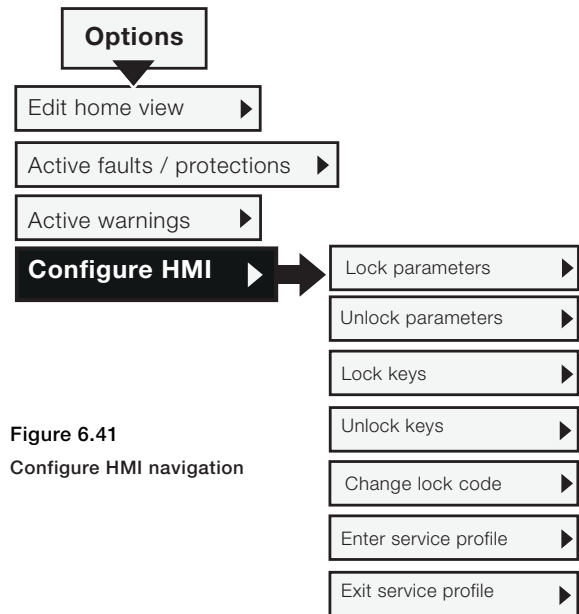 Options
Edit home view
Active faults / protections
Active warnings
Configure HMI
Lock parameters
Unlock parameters
Lock keys
Unlock keys
Change lock code
Enter service profile
Exit service profile
Figure 6.41
Configure HMI navigation